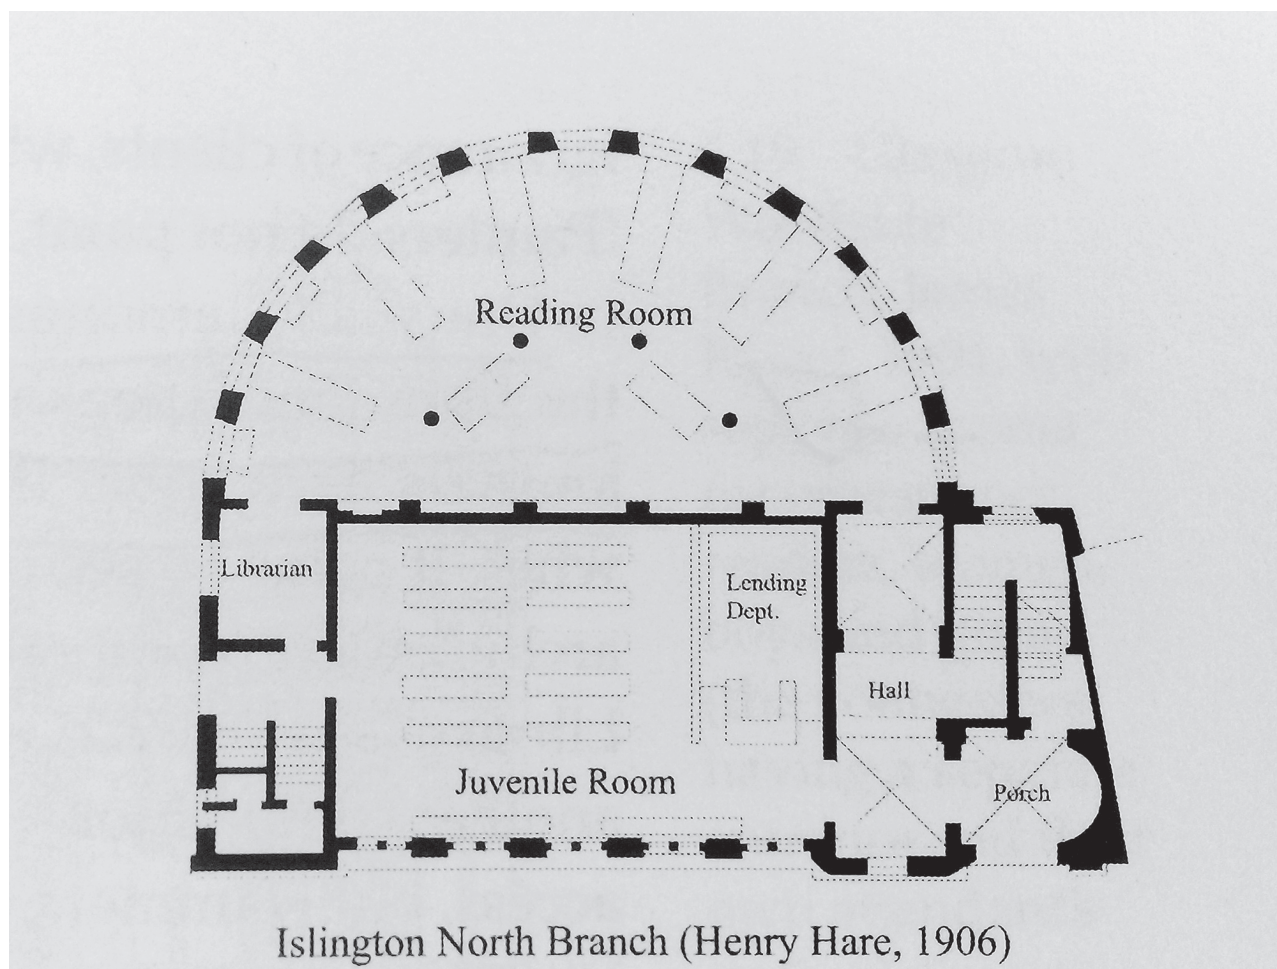 Reading Room
Librarian
Lending
Dept.
Hall
Juvenile Room
Porch
Islington North Branch (Henry Hare, 1906)